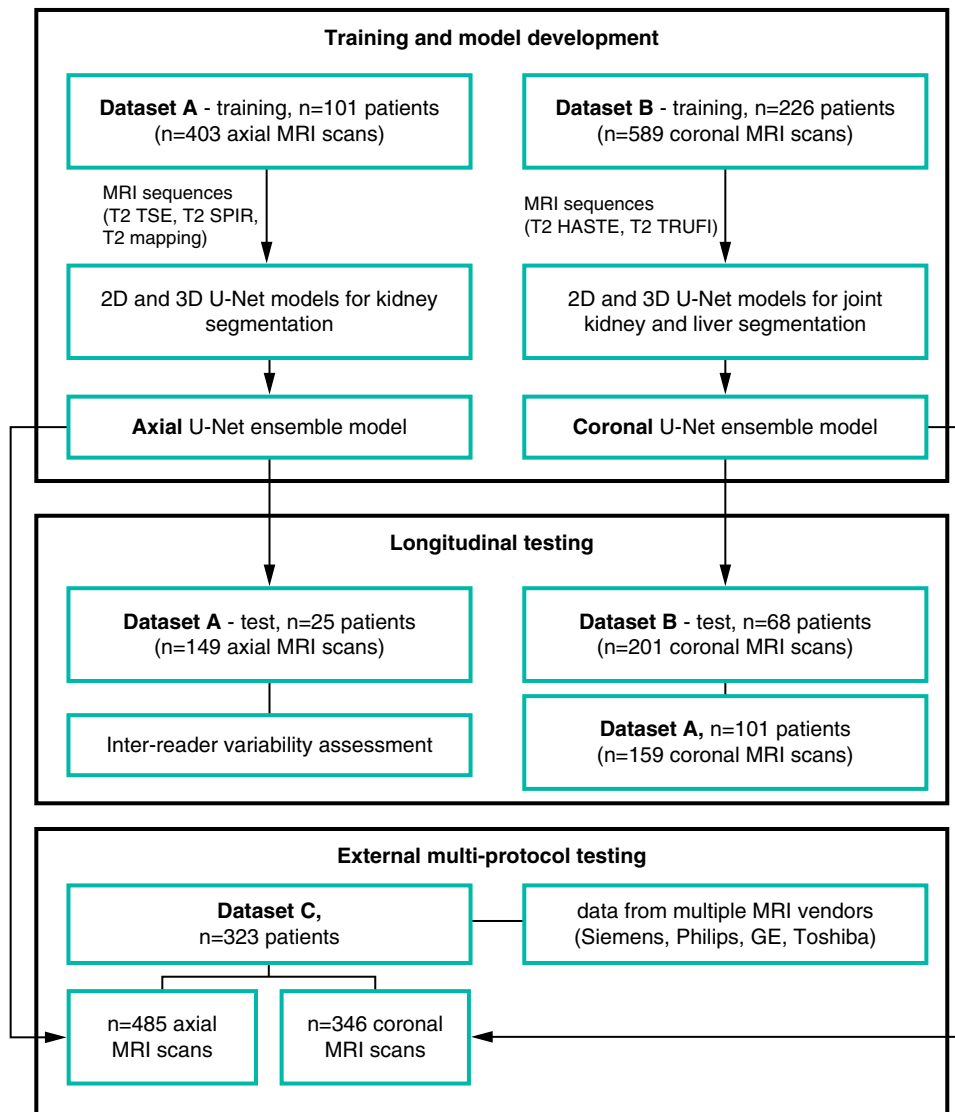 Training and model development
Dataset A - training, n=101 patients
(n=403 axial MRI scans)
Dataset B - training, n=226 patients
(n=589 coronal MRI scans)
MRI sequences
(T2 TSE, T2 SPIR,
T2 mapping)
MRI sequences
(T2 HASTE, T2 TRUFI)
2D and 3D U-Net models for kidney
segmentation
2D and 3D U-Net models for joint
kidney and liver segmentation
Axial U-Net ensemble model
Coronal U-Net ensemble model
Longitudinal testing
Dataset A - test, n=25 patients
(n=149 axial MRI scans)
Dataset B - test, n=68 patients
(n=201 coronal MRI scans)
Inter-reader variability assessment
Dataset A, n=101 patients
(n=159 coronal MRI scans)
External multi-protocol testing
Dataset C,
n=323 patients
data from multiple MRI vendors
(Siemens, Philips, GE, Toshiba)
n=485 axial
MRI scans
n=346 coronal
MRI scans